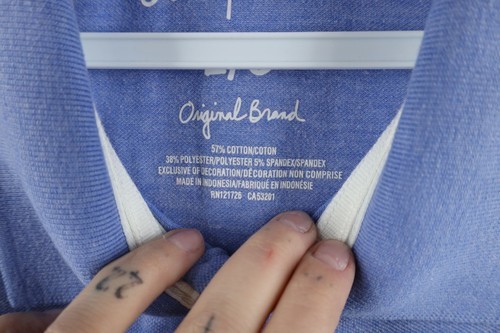 Original Brand
57% COTTON/COTON
38% POLYESTER/POLYESTER 5% SPANDEX/SPANDEX
EXCLUSIVE OF DECORATION/DÉCORATION NON COMPRISE
MADE IN INDONESIA/FABRIQUÉ EN INDONÉSIE
RN121726 CA53201
22